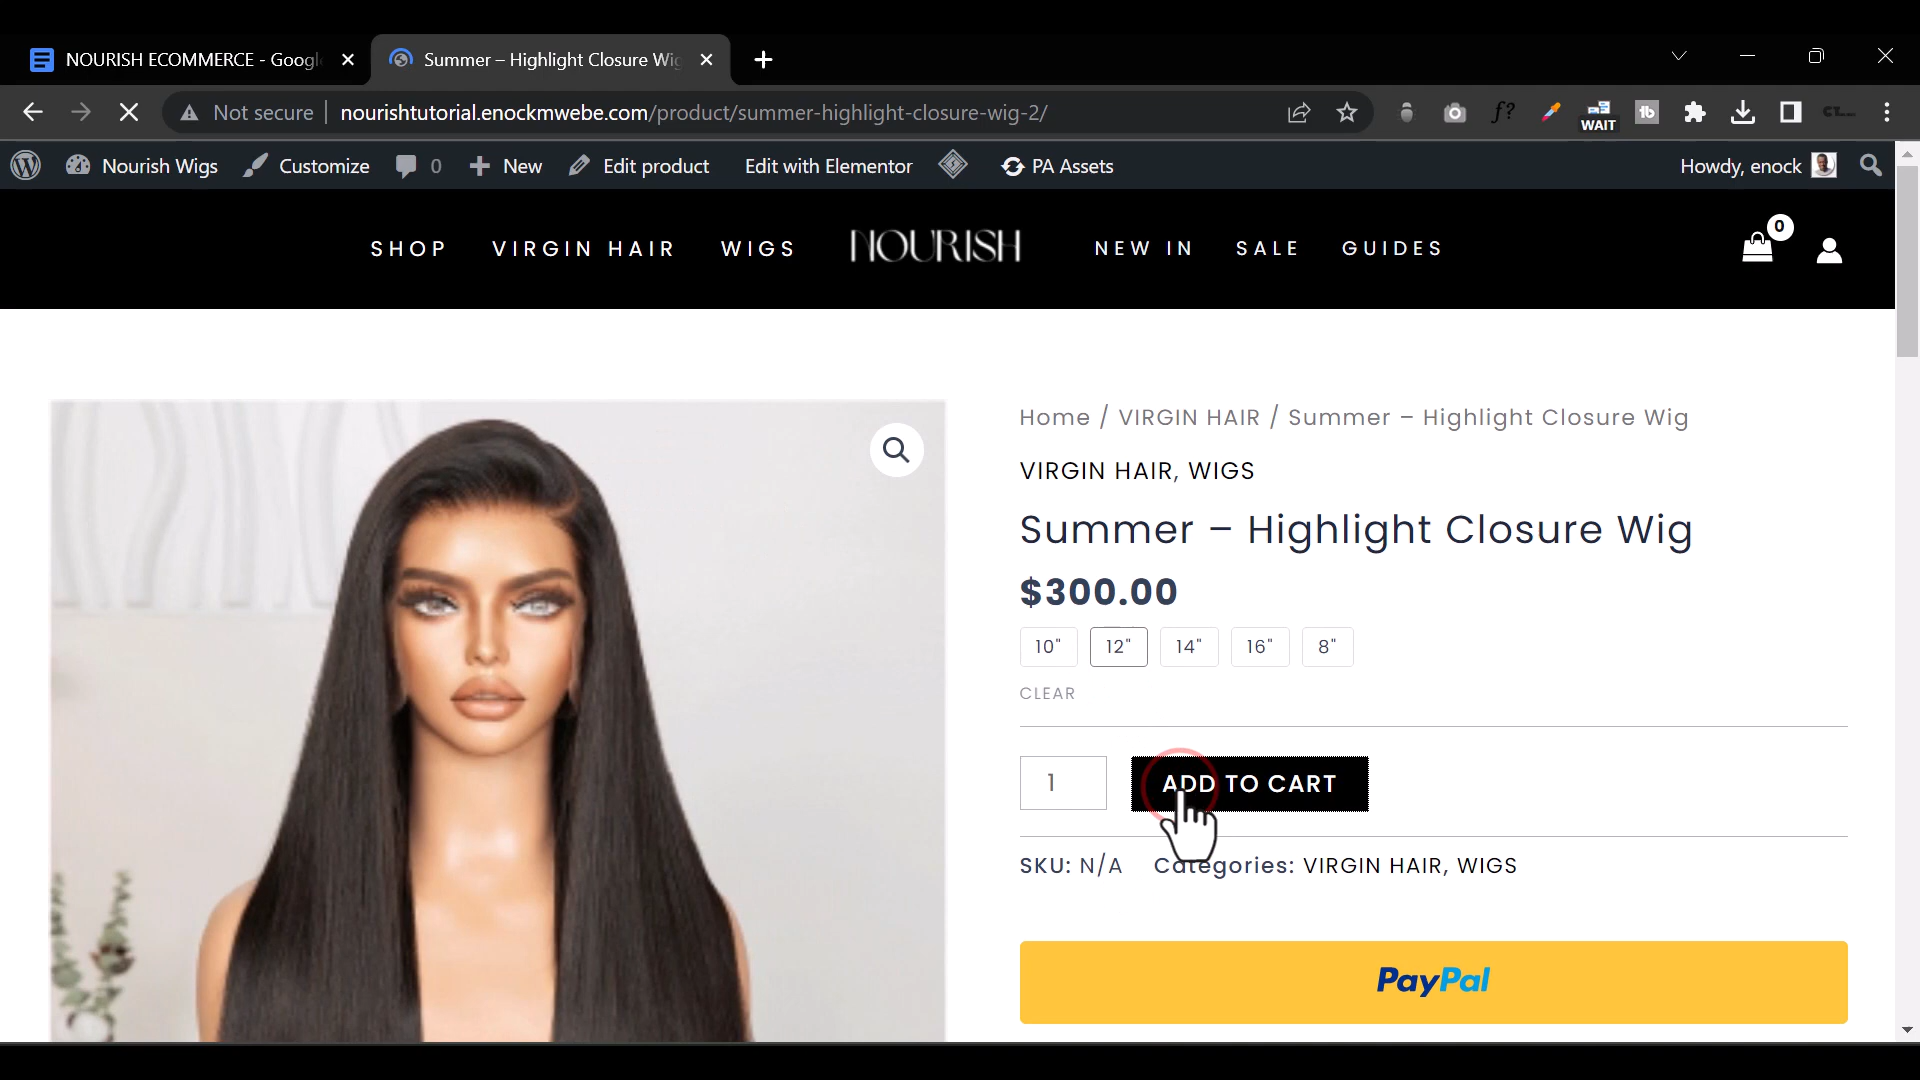 NOURISH ECOMMERCE - Googl
Summer – Highlight Closure Wi
Not secure
nourishtutorial.enockmwebe.com/product/summer-highlight-closure-wig-2/
f?
WAIT
tb
Nourish Wigs
Customize
0
New
Edit product
Edit with Elementor
PA Assets
Howdy, enock
SHOP
VIRGIN HAIR
WIGS
NOURISH
NEW IN
SALE
GUIDES
0
Home / VIRGIN HAIR / Summer – Highlight Closure Wig
VIRGIN HAIR, WIGS
Summer – Highlight Closure Wig
$300.00
10"
12"
14"
16"
8"
CLEAR
1
ADD TO CART
SKU: N/A
Categories: VIRGIN HAIR, WIGS
PayPal